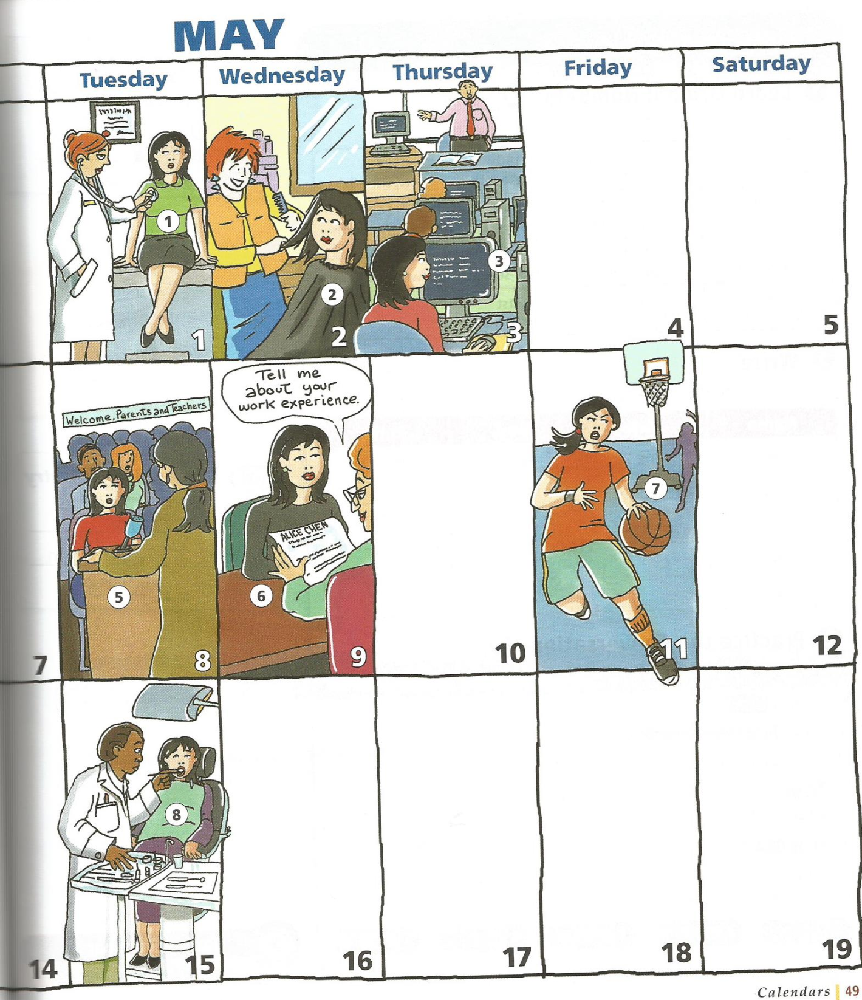 MAY
Tuesday
Wednesday
Thursday
Friday
Saturday
1
2
3
1
2
3
4
5
Welcome, Parents and Teachers
Tell me
about your
work experience.
ALICE CHEN
5
6
7
7
8
9
10
11
12
8
14
15
16
17
18
19
Calendars | 49